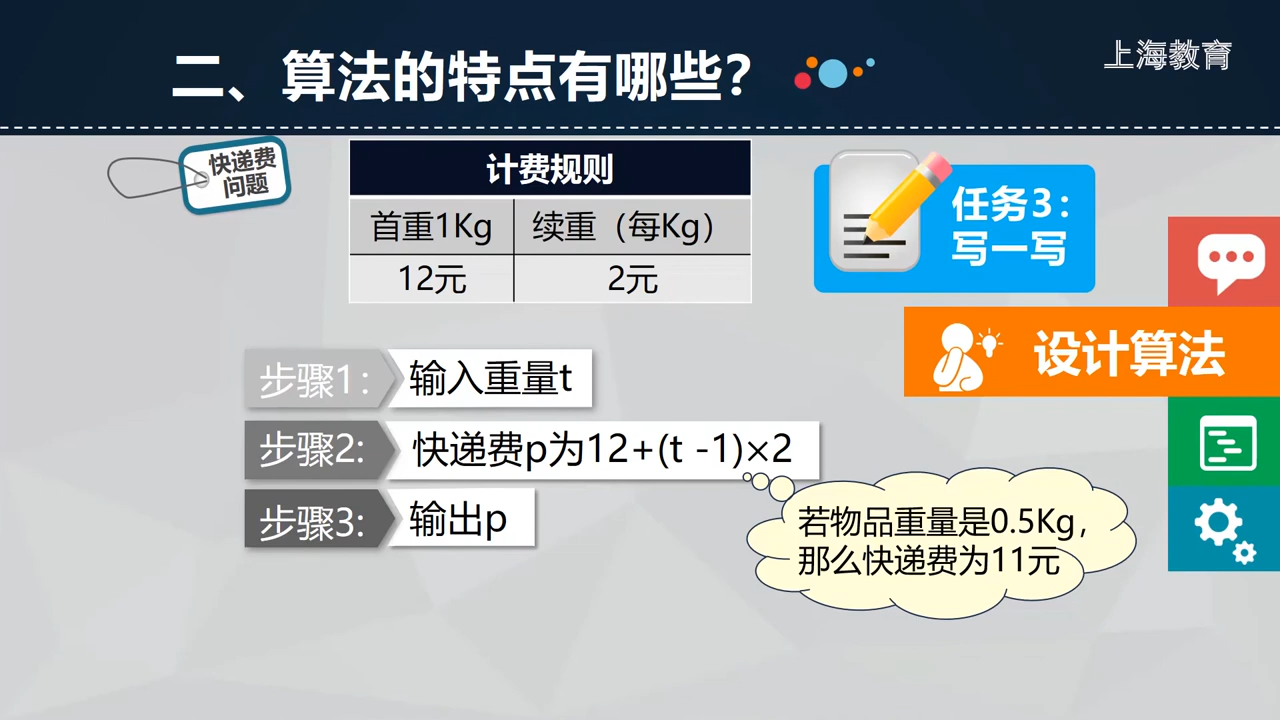 二、算法的特点有哪些？
上海教育
快递费
问题
计费规则
首重1Kg 续重（每Kg）
12元 2元
任务3：
写一写
设计算法
步骤1： 输入重量t
步骤2: 快递费p为12+(t -1)×2
步骤3: 输出p
若物品重量是0.5Kg，
那么快递费为11元